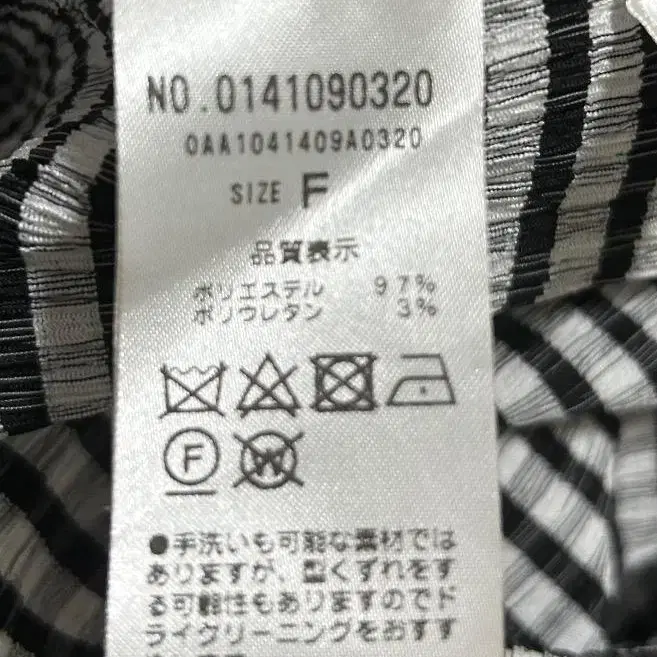 NO.0141090320
0AA1041409A0320
SIZE F
品質表示
ポリエステル 97%
ポリウレタン 3%
F
W
●手洗いも可能な素材では
ありますが、型くずれをす
る可能性もありますのでド
ライクリーニングをおすす